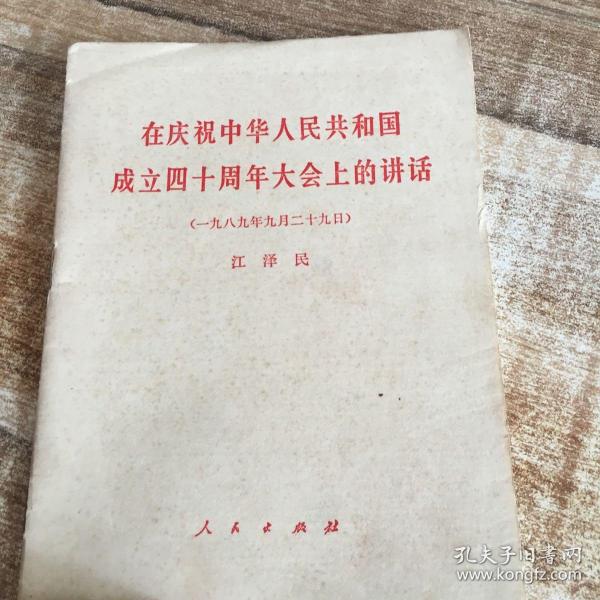 在庆祝中华人民共和国
成立四十周年大会上的讲话
（一九八九年九月二十九日）
江泽民
人民出版社
孔夫子旧书网
www.kongfz.com